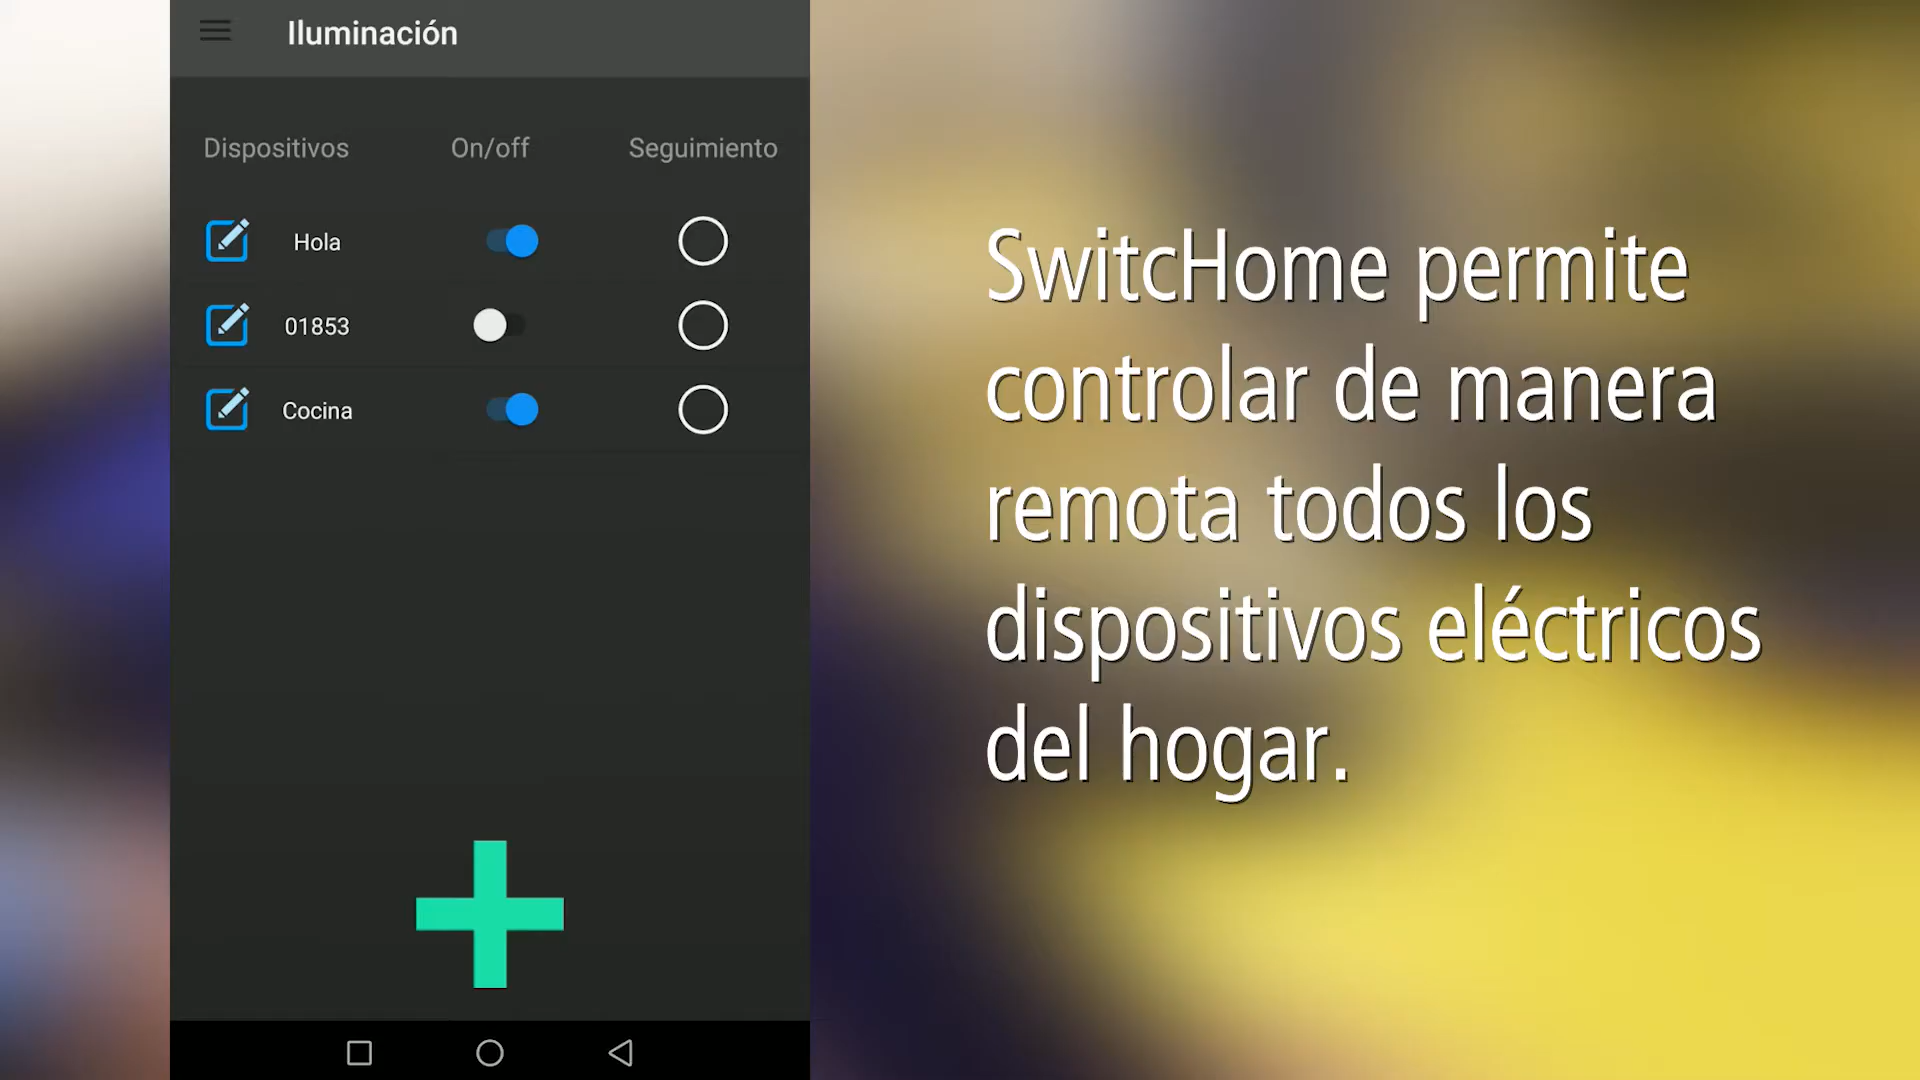 Iluminación
Dispositivos On/off Seguimiento
Hola
01853
Cocina
SwitcHome permite
controlar de manera
remota todos los
dispositivos eléctricos
del hogar.